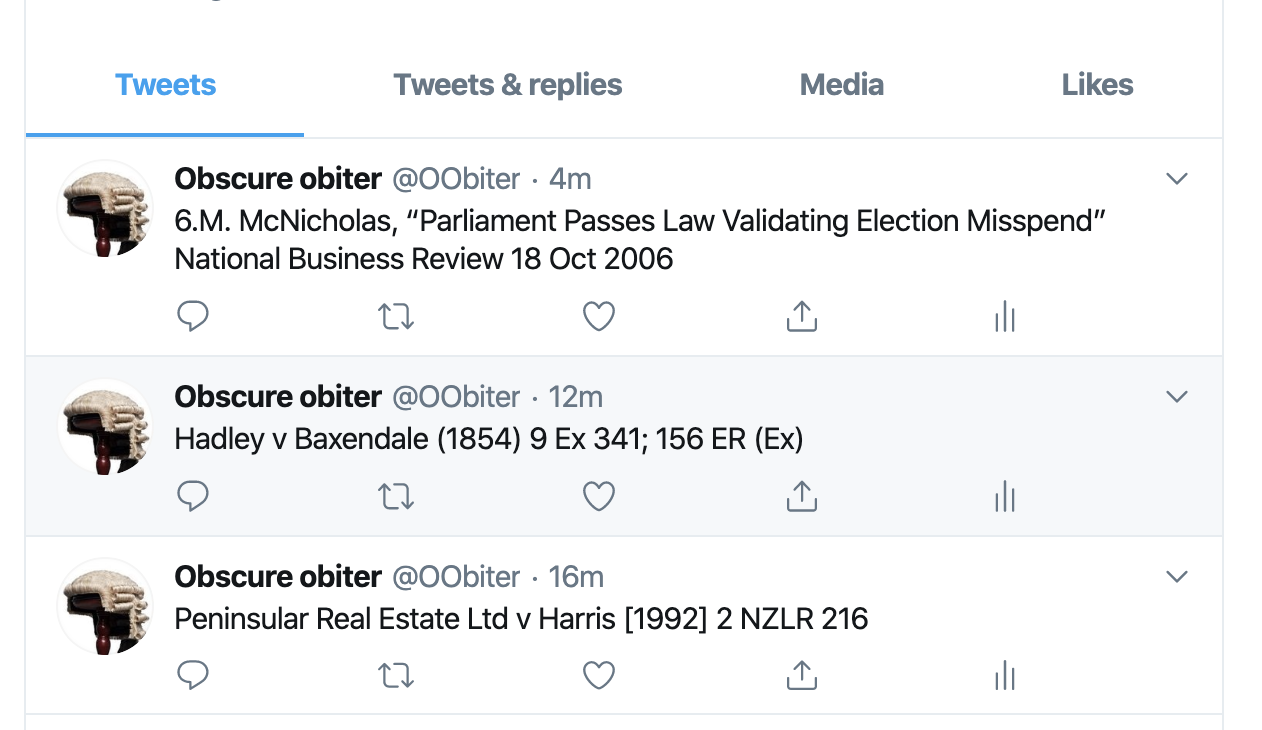 Tweets Tweets & replies Media Likes
Obscure obiter @OObiter · 4m
6.M. McNicholas, “Parliament Passes Law Validating Election Misspend”
National Business Review 18 Oct 2006
Obscure obiter @OObiter · 12m
Hadley v Baxendale (1854) 9 Ex 341; 156 ER (Ex)
Obscure obiter @OObiter · 16m
Peninsular Real Estate Ltd v Harris [1992] 2 NZLR 216